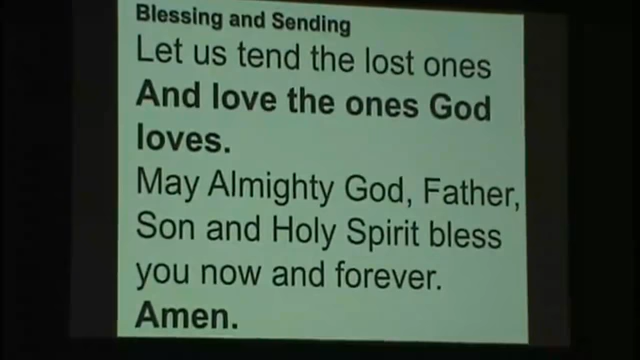 Blessing and Sending
Let us tend the lost ones
And love the ones God
loves.
May Almighty God, Father,
Son and Holy Spirit bless
you now and forever.
Amen.